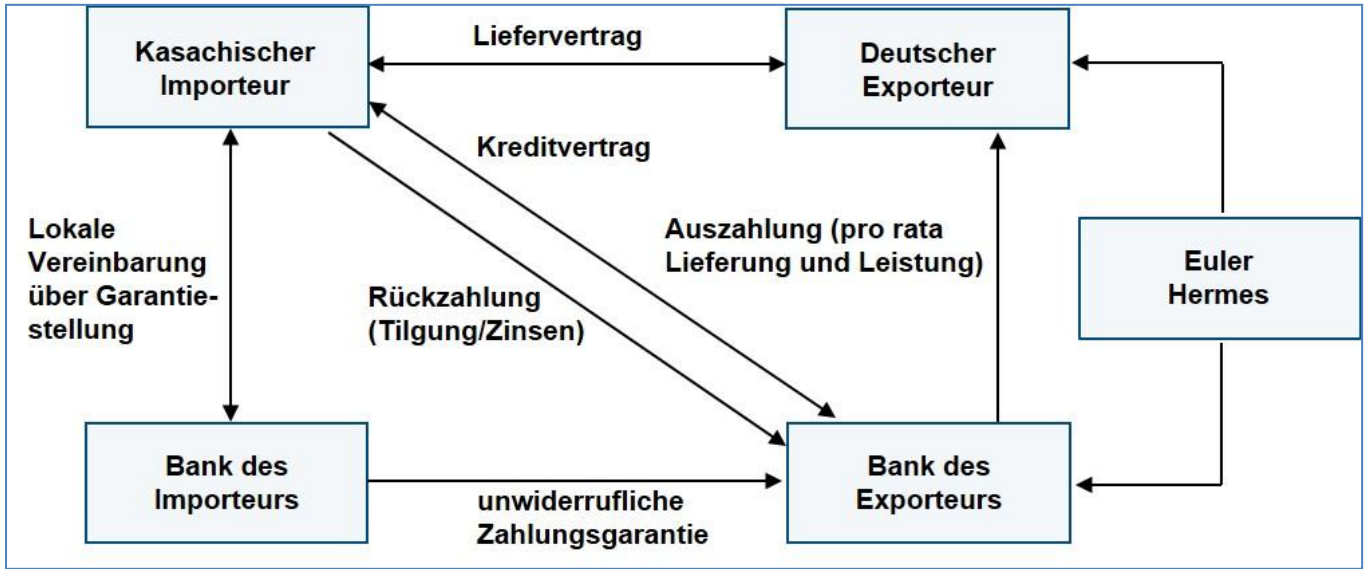 Kasachischer
Importeur
Liefervertrag
Deutscher
Exporteur
Kreditvertrag
Lokale
Vereinbarung
über Garantie-
stellung
Auszahlung (pro rata
Lieferung und Leistung)
Euler
Hermes
Rückzahlung
(Tilgung/Zinsen)
Bank des
Importeurs
unwiderrufliche
Zahlungsgarantie
Bank des
Exporteurs